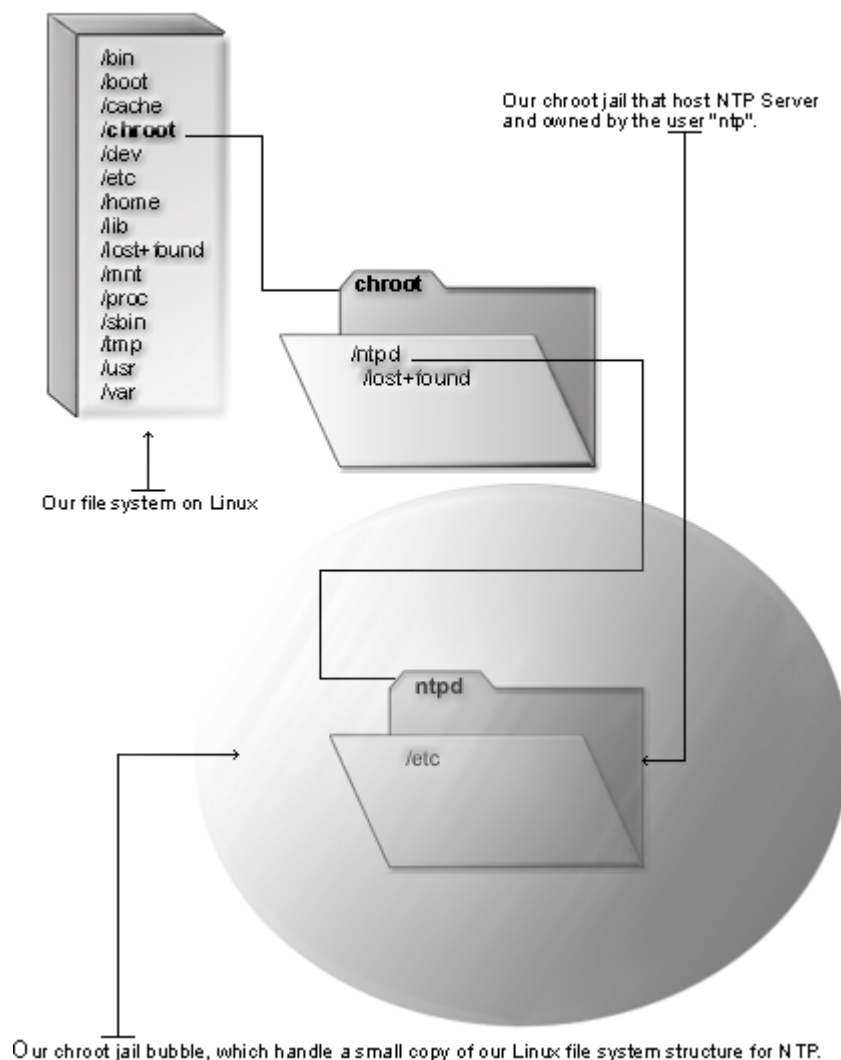 /bin
/boot
/cache
/chroot
/dev
/etc
/home
/lib
/lost+found
/mnt
/proc
/sbin
/tmp
/usr
/var
Our file system on Linux
Our chroot jail that host NTP Server
and owned by the user "ntp".
chroot
/ntpd
/lost+found
ntpd
/etc
Our chroot jail bubble, which handle a small copy of our Linux file system structure for NTP.